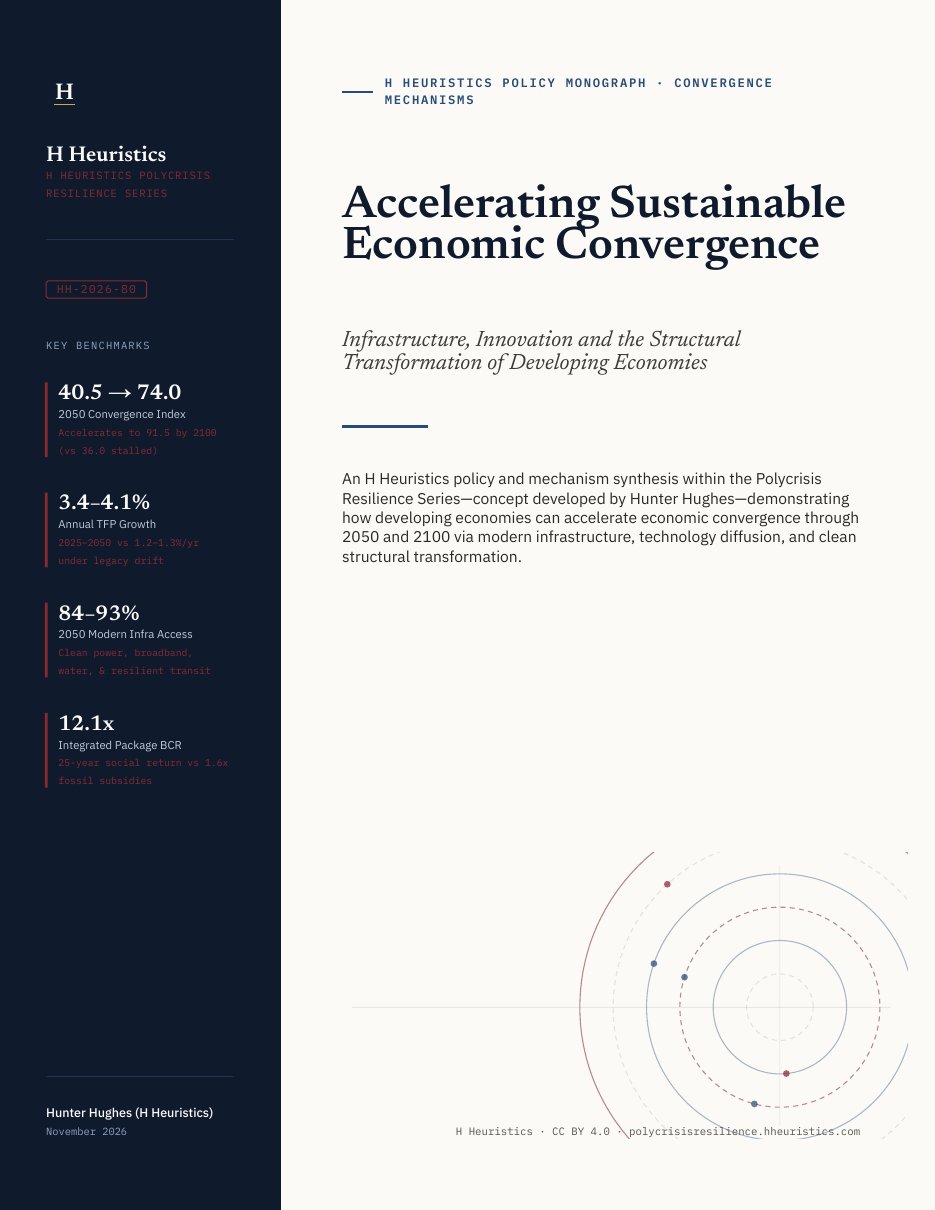 H
H Heuristics
H HEURISTICS POLYCRISIS
RESILIENCE SERIES
HH-2026-80
KEY BENCHMARKS
40.5 → 74.0
2050 Convergence Index
Accelerates to 91.5 by 2100
(vs 36.0 stalled)
3.4–4.1%
Annual TFP Growth
2025–2050 vs 1.2–1.3%/yr
under legacy drift
84–93%
2050 Modern Infra Access
Clean power, broadband,
water, & resilient transit
12.1x
Integrated Package BCR
25-year social return vs 1.6x
fossil subsidies
Hunter Hughes (H Heuristics)
November 2026
H HEURISTICS POLICY MONOGRAPH · CONVERGENCE
MECHANISMS
Accelerating Sustainable
Economic Convergence
Infrastructure, Innovation and the Structural
Transformation of Developing Economies
An H Heuristics policy and mechanism synthesis within the Polycrisis
Resilience Series—concept developed by Hunter Hughes—demonstrating
how developing economies can accelerate economic convergence through
2050 and 2100 via modern infrastructure, technology diffusion, and clean
structural transformation.
H Heuristics · CC BY 4.0 · polycrisisresilience.hheuristics.com